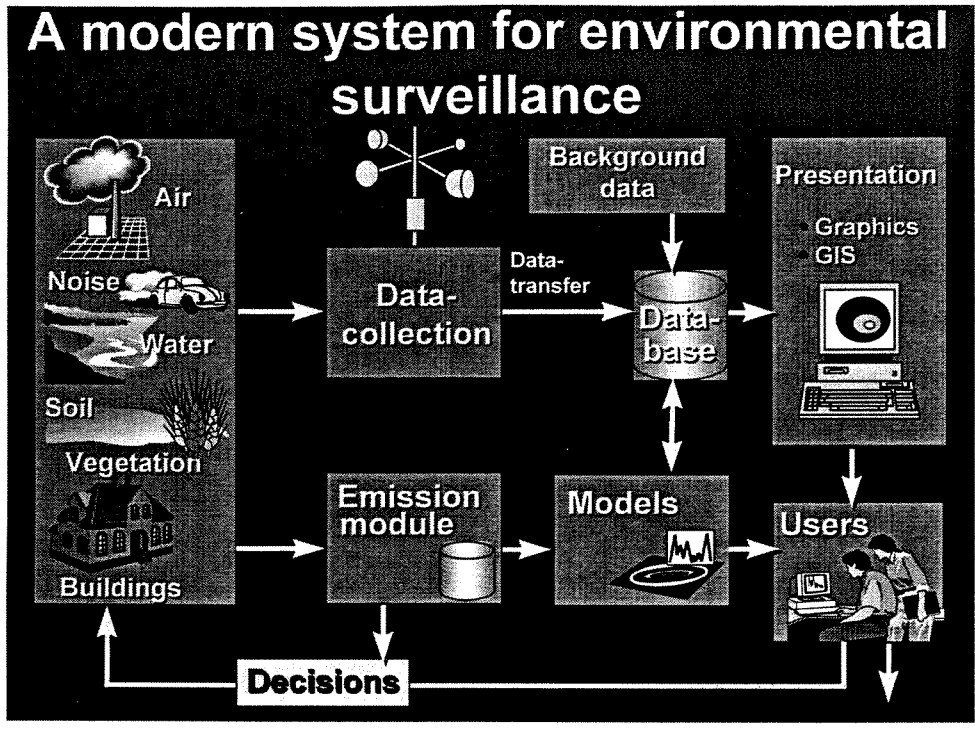 A modern system for environmental
surveillance
Air
Noise
Water
Soil
Vegetation
Buildings
Data-
collection
Data-
transfer
Background
data
Data-
base
Presentation
Graphics
GIS
Emission
module
Models
Users
Decisions